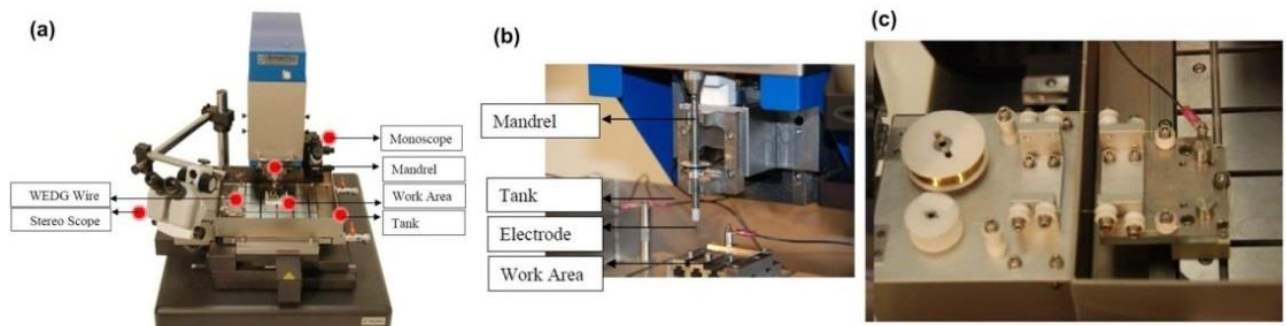 (a)
Monoscope
Mandrel
WEDG Wire
Work Area
Stereo Scope
Tank
(b)
Mandrel
Tank
Electrode
Work Area
(c)